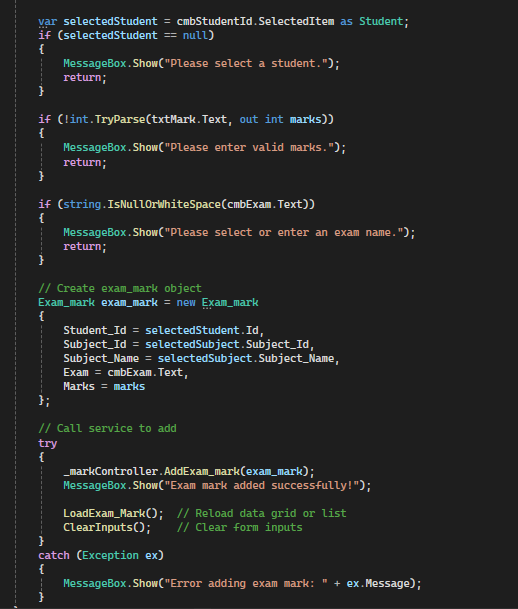 var selectedStudent = cmbStudentId.SelectedItem as Student;
if (selectedStudent == null)
{
MessageBox.Show("Please select a student.");
return;
}
if (!int.TryParse(txtMark.Text, out int marks))
{
MessageBox.Show("Please enter valid marks.");
return;
}
if (string.IsNullOrWhiteSpace(cmbExam.Text))
{
MessageBox.Show("Please select or enter an exam name.");
return;
}
// Create exam_mark object
Exam_mark exam_mark = new Exam_mark
{
Student_Id = selectedStudent.Id,
Subject_Id = selectedSubject.Subject_Id,
Subject_Name = selectedSubject.Subject_Name,
Exam = cmbExam.Text,
Marks = marks
};
// Call service to add
try
{
_markController.AddExam_mark(exam_mark);
MessageBox.Show("Exam mark added successfully!");
LoadExam_Mark();  // Reload data grid or list
ClearInputs();    // Clear form inputs
}
catch (Exception ex)
{
MessageBox.Show("Error adding exam mark: " + ex.Message);
}